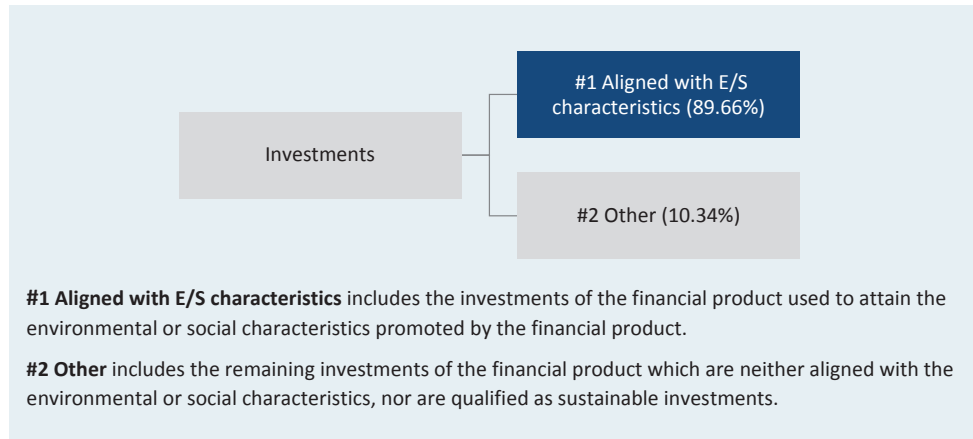 #1 Aligned with E/S
characteristics (89.66%)
Investments
#2 Other (10.34%)
#1 Aligned with E/S characteristics includes the investments of the financial product used to attain the
environmental or social characteristics promoted by the financial product.
#2 Other includes the remaining investments of the financial product which are neither aligned with the
environmental or social characteristics, nor are qualified as sustainable investments.